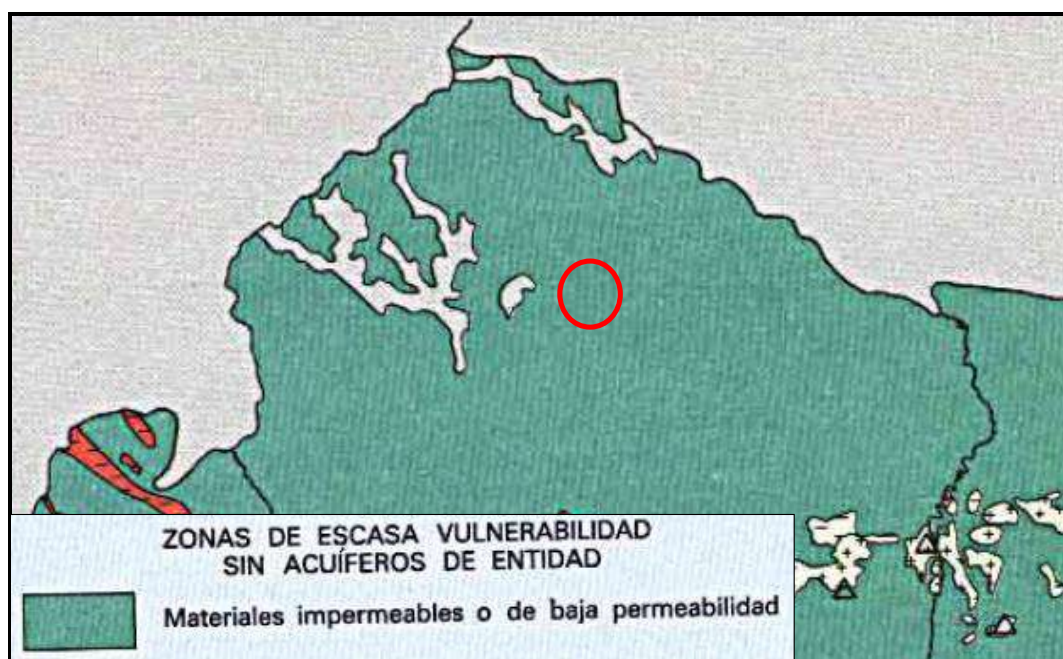 ZONAS DE ESCASA VULNERABILIDAD
SIN ACUÍFEROS DE ENTIDAD
Materiales impermeables o de baja permeabilidad